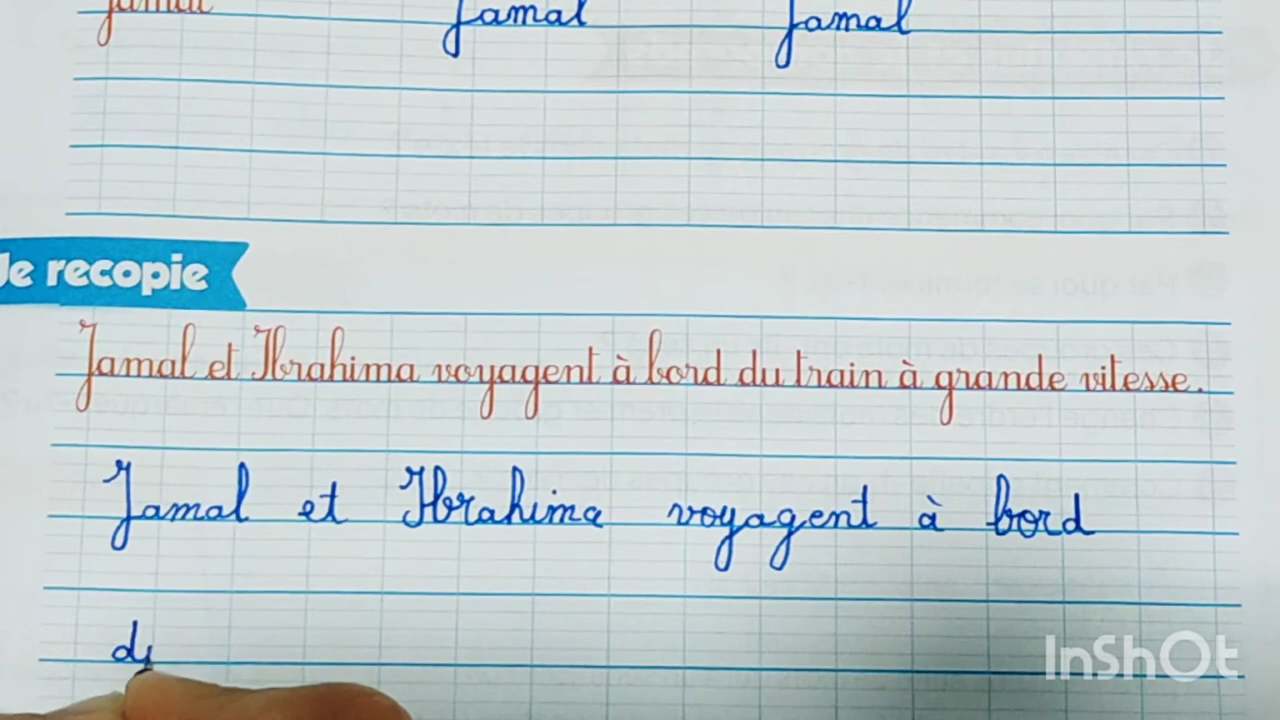 Jamal Jamal Jamal
Je recopie
Jamal et Ibrahima voyagent à bord du train à grande vitesse.
Jamal et Ibrahima voyagent à bord
d
InShOt